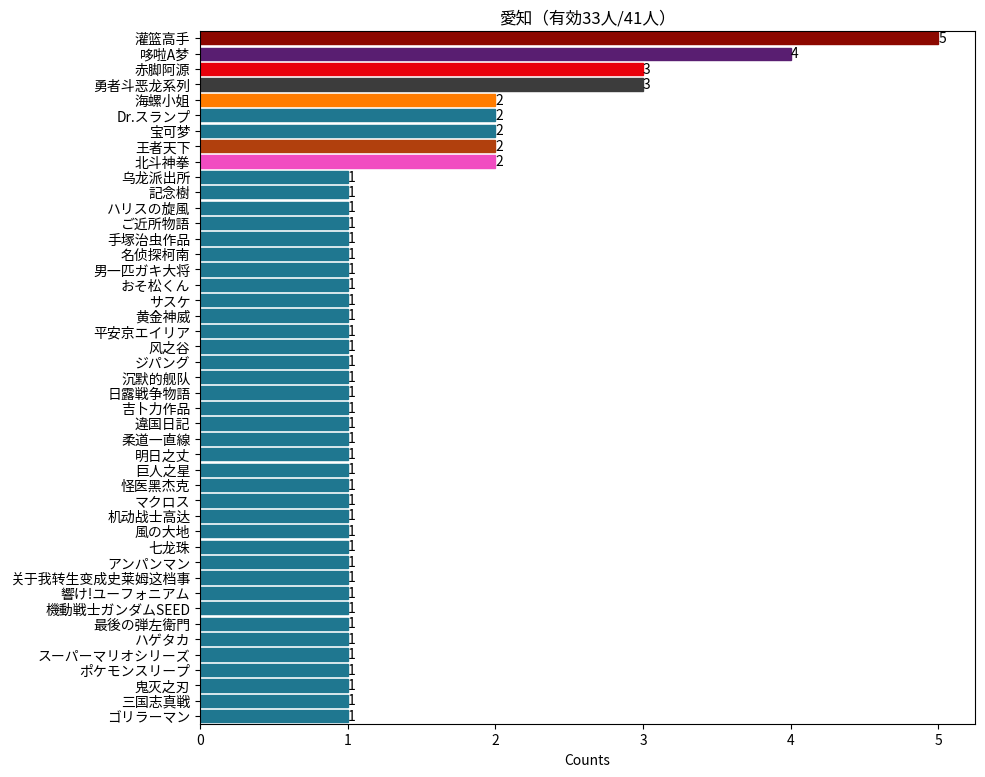 愛知（有効33人/41人）
灌篮高手 5
哆啦A梦 4
赤脚阿源 3
勇者斗恶龙系列 3
海螺小姐 2
Dr.スランプ 2
宝可梦 2
王者天下 2
北斗神拳 2
乌龙派出所 1
記念樹 1
ハリスの旋風 1
ご近所物語 1
手塚治虫作品 1
名侦探柯南 1
男一匹ガキ大将 1
おそ松くん 1
サスケ 1
黄金神威 1
平安京エイリア 1
风之谷 1
ジパング 1
沉默的舰队 1
日露戦争物語 1
吉卜力作品 1
違国日記 1
柔道一直線 1
明日之丈 1
巨人之星 1
怪医黑杰克 1
マクロス 1
机动战士高达 1
風の大地 1
七龙珠 1
アンパンマン 1
关于我转生变成史莱姆这档事 1
響け!ユーフォニアム 1
機動戦士ガンダムSEED 1
最後の弾左衛門 1
ハゲタカ 1
スーパーマリオシリーズ 1
ポケモンスリープ 1
鬼灭之刃 1
三国志真戦 1
ゴリラーマン 1
0 1 2 3 4 5
Counts